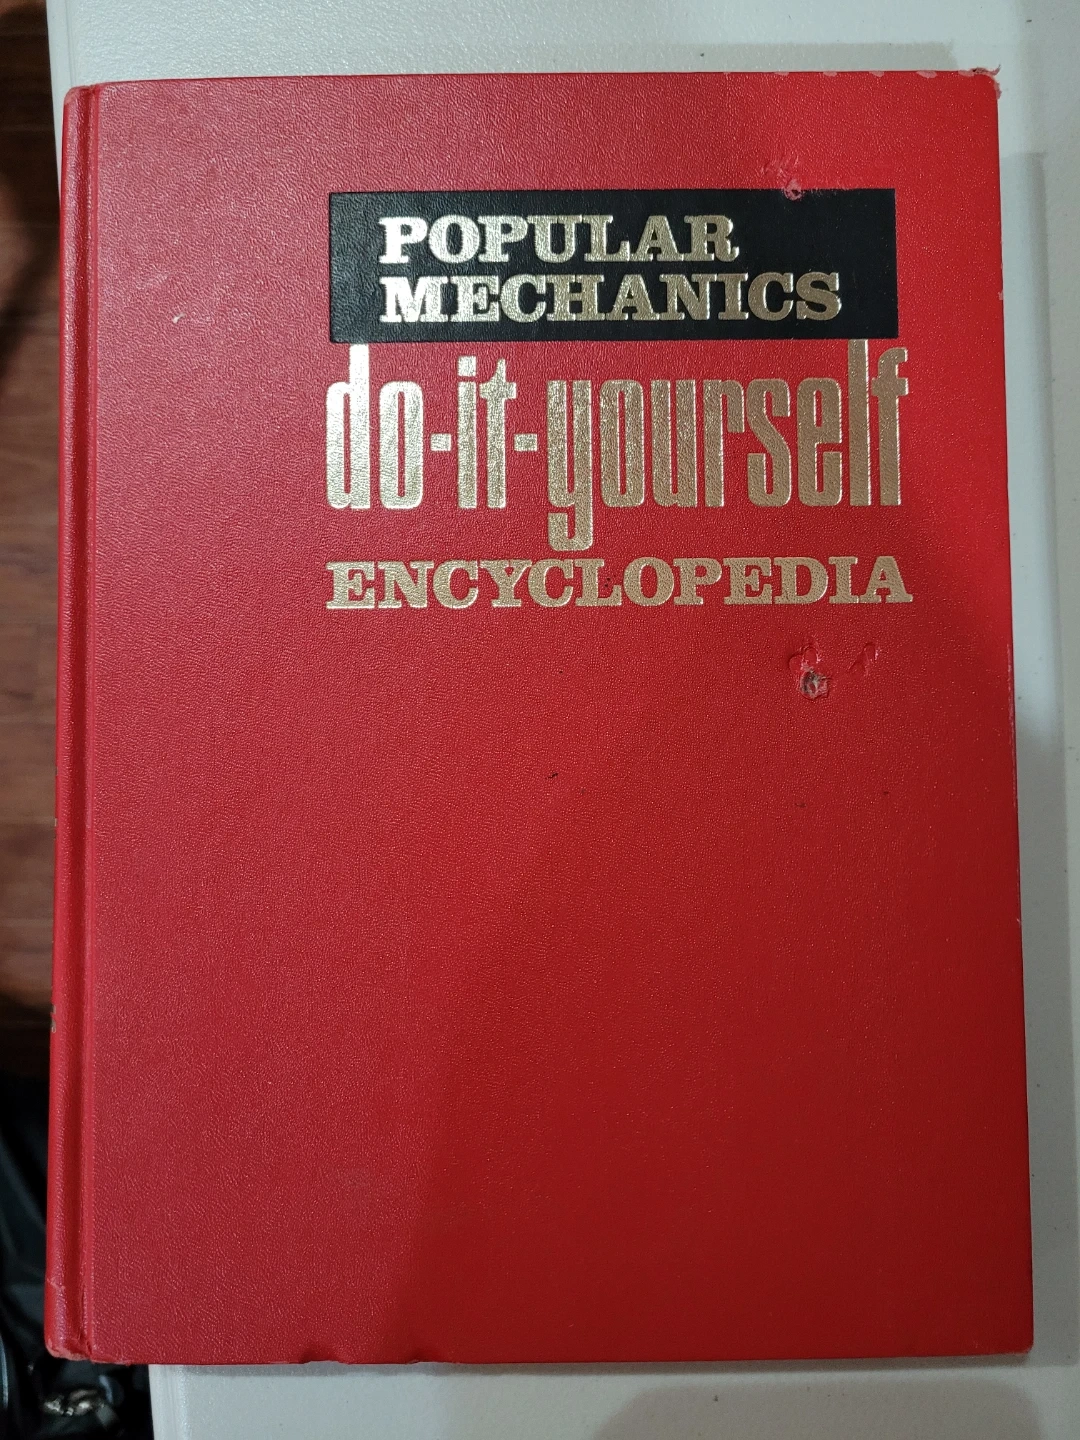 POPULAR
MECHANICS
do-it-yourself
ENCYCLOPEDIA